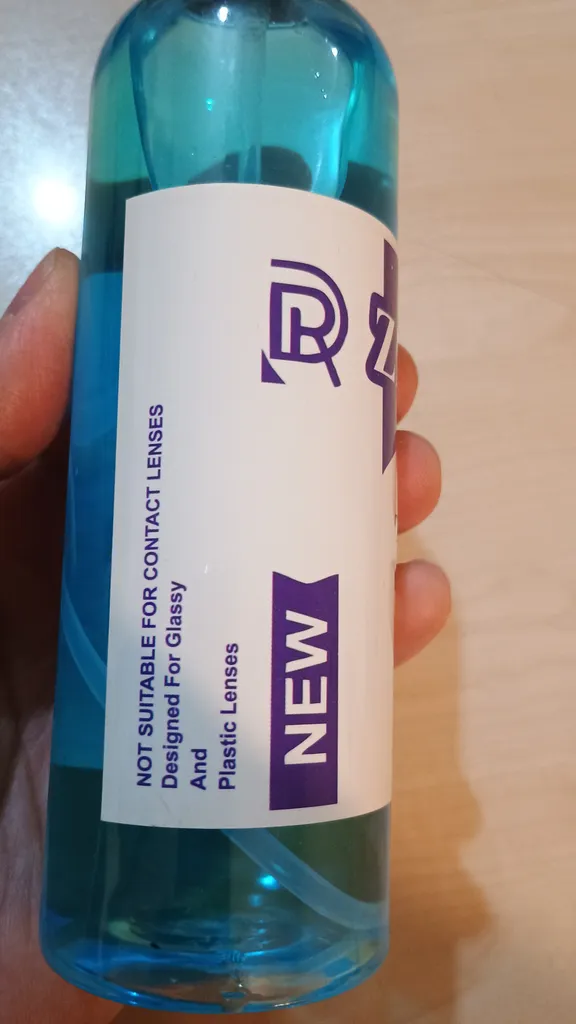 NOT SUITABLE FOR CONTACT LENSES
Designed For Glassy
And
Plastic Lenses
NEW